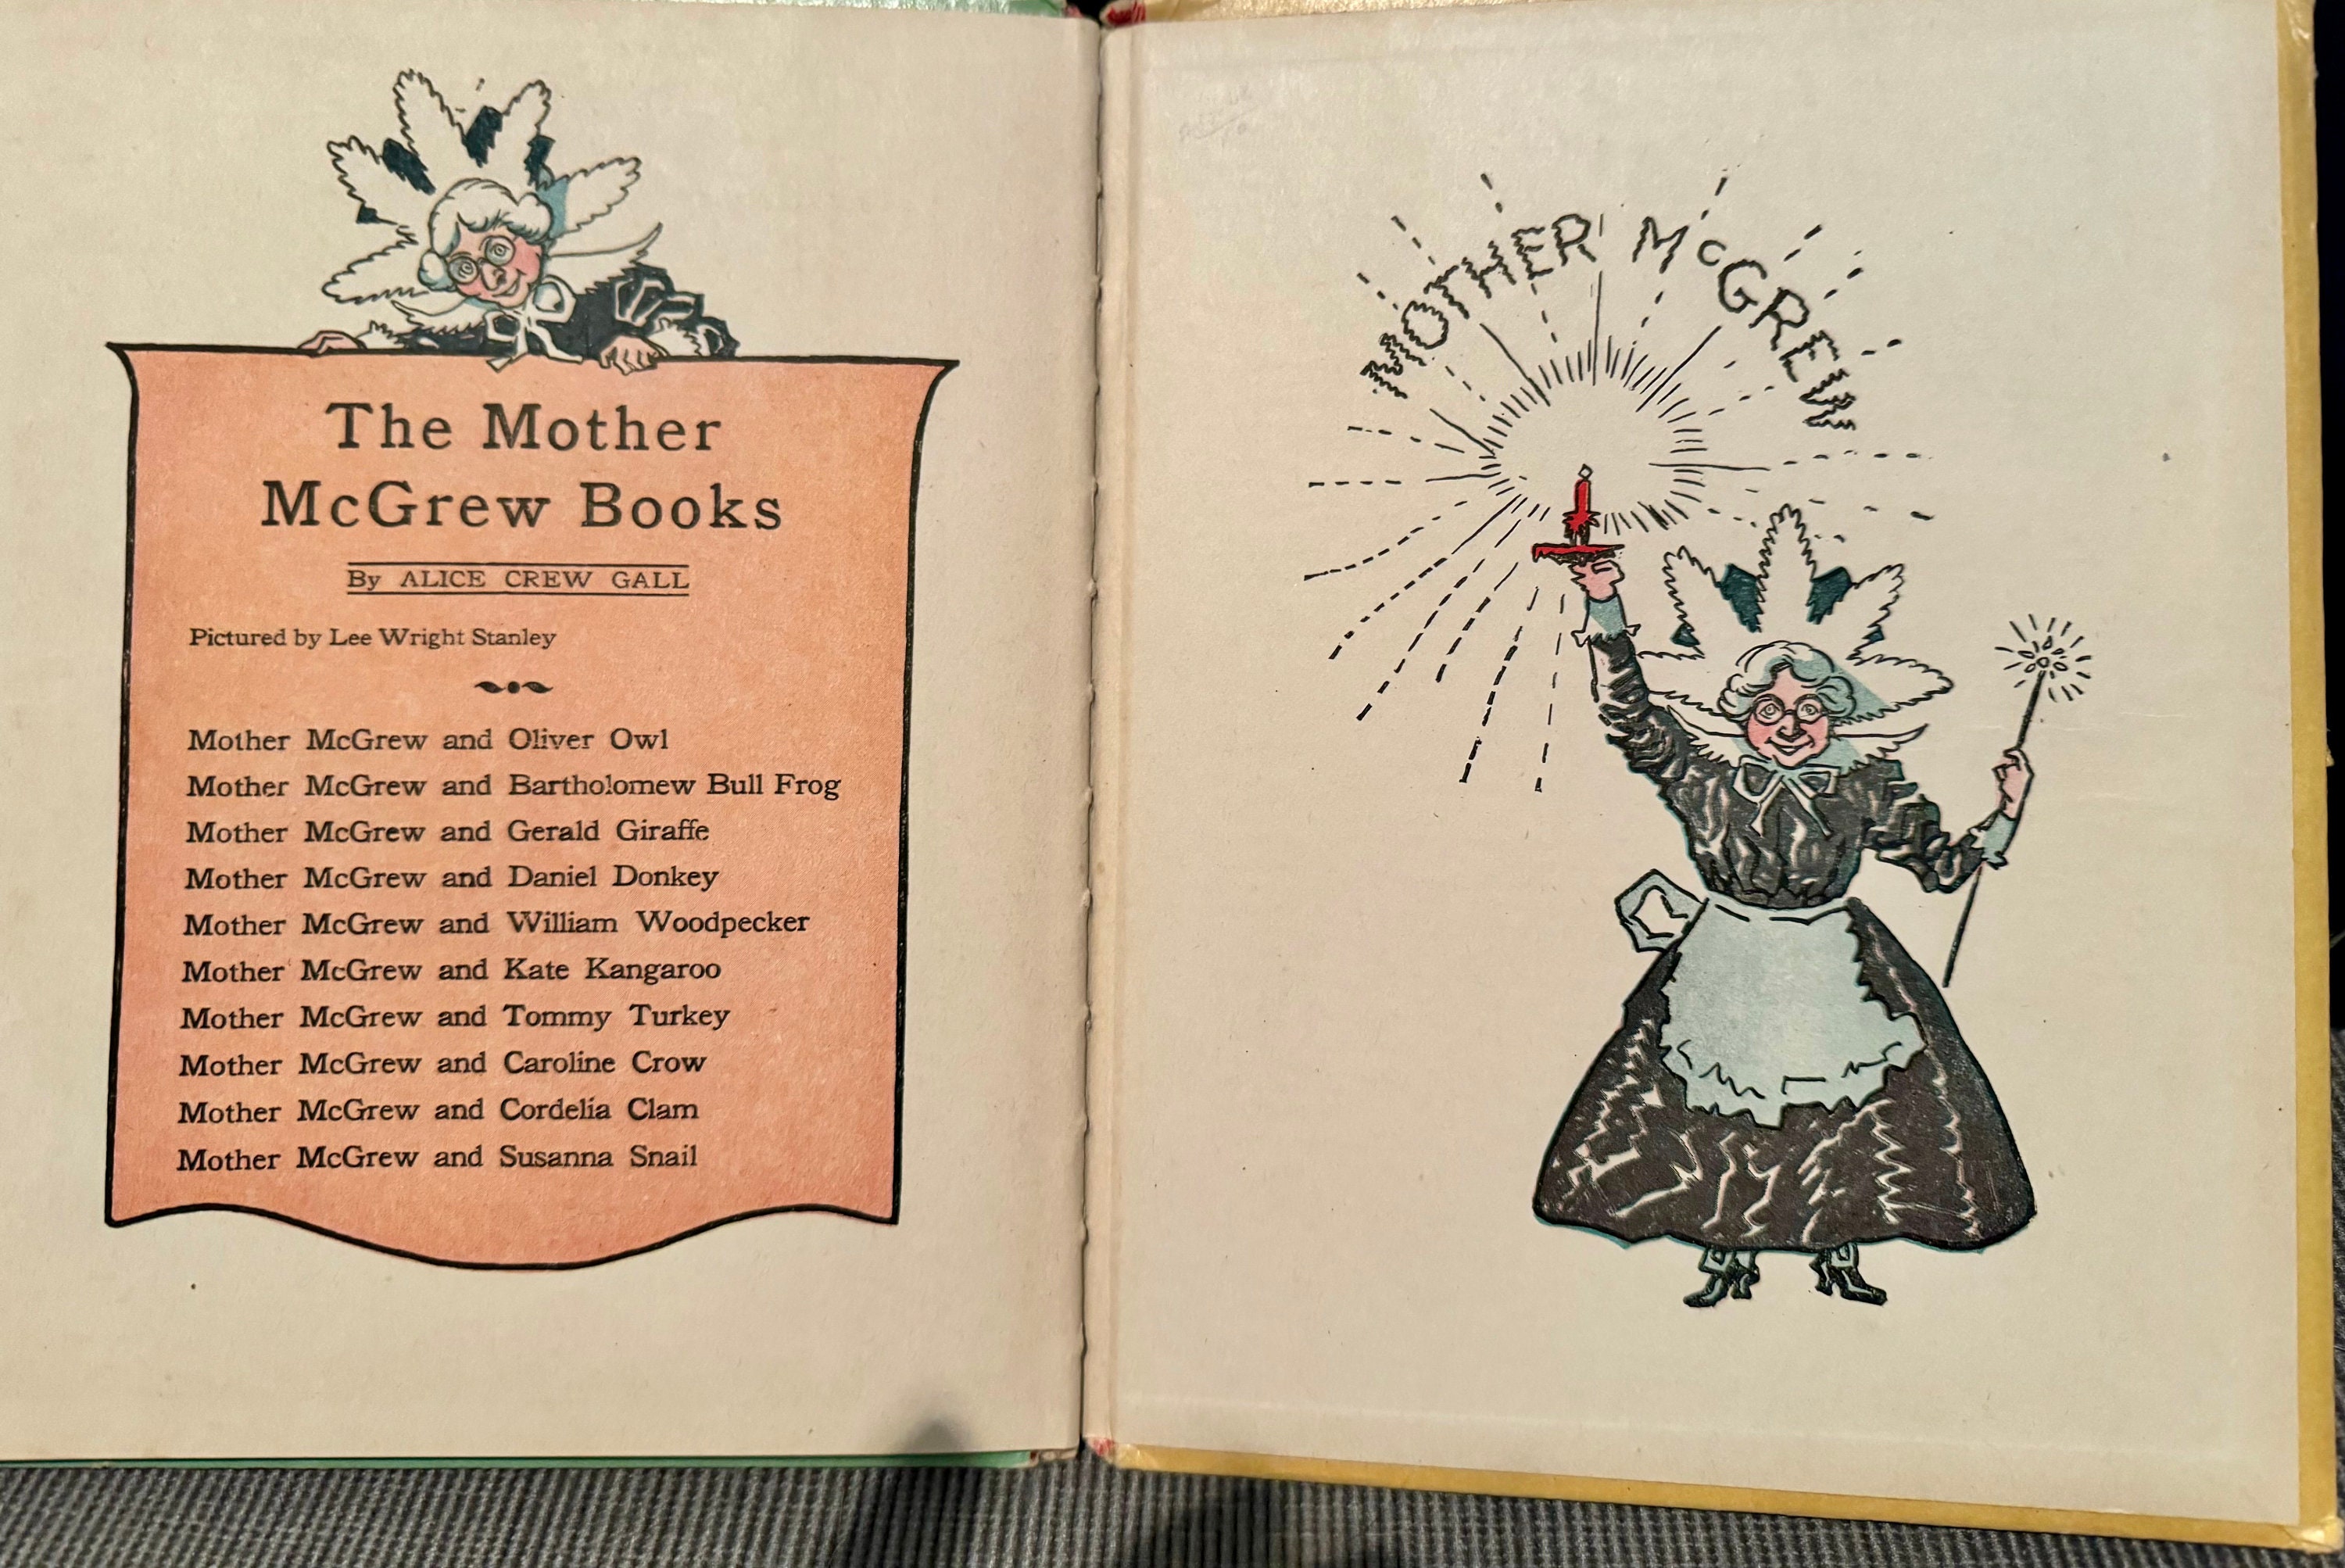 The Mother
McGrew Books
By ALICE CREW GALL
Pictured by Lee Wright Stanley
Mother McGrew and Oliver Owl
Mother McGrew and Bartholomew Bull Frog
Mother McGrew and Gerald Giraffe
Mother McGrew and Daniel Donkey
Mother McGrew and William Woodpecker
Mother McGrew and Kate Kangaroo
Mother McGrew and Tommy Turkey
Mother McGrew and Caroline Crow
Mother McGrew and Cordelia Clam
Mother McGrew and Susanna Snail
MOTHER McGREW